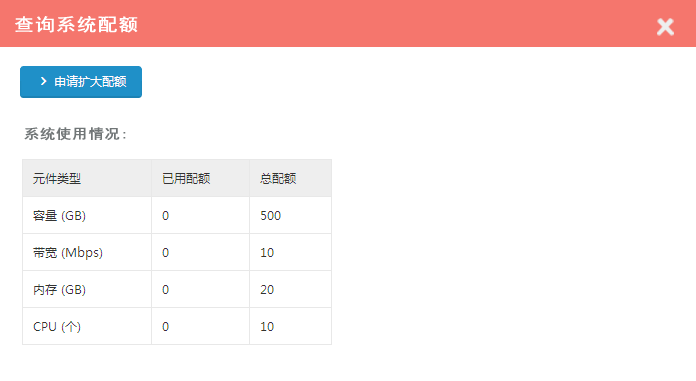 查询系统配额
申请扩大配额
系统使用情况:
元件类型 已用配额 总配额
容量 (GB) 0 500
带宽 (Mbps) 0 10
内存 (GB) 0 20
CPU (个) 0 10